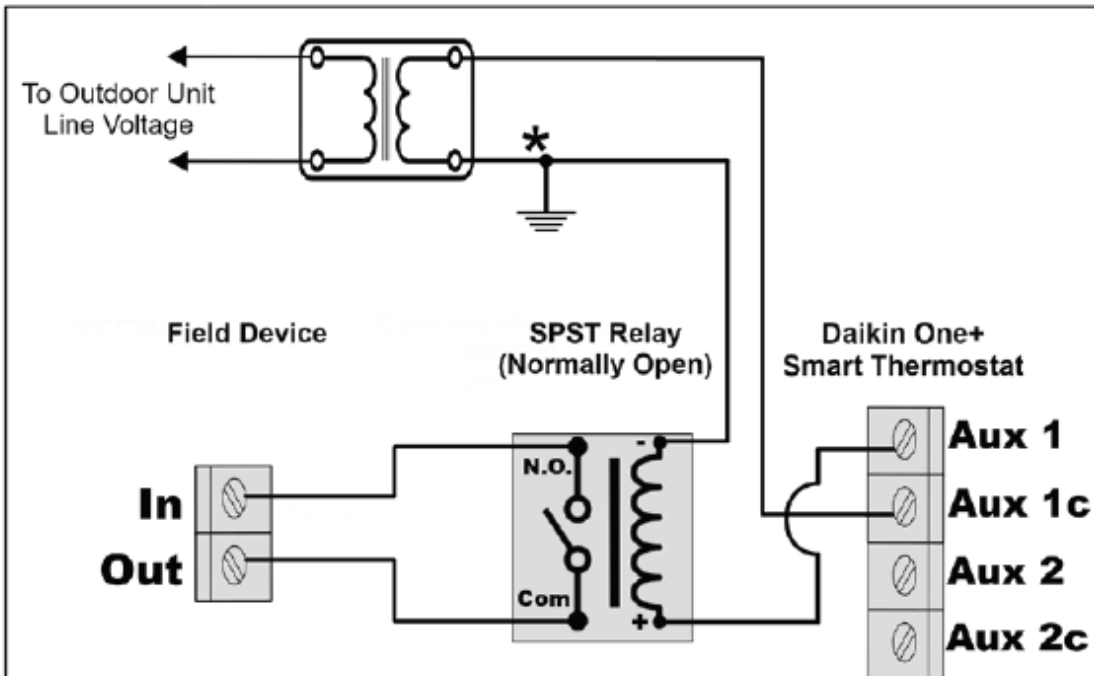 To Outdoor Unit
Line Voltage
*
Field Device
SPST Relay
(Normally Open)
Daikin One+
Smart Thermostat
In
Out
N.O.
Com
-
+
Aux 1
Aux 1c
Aux 2
Aux 2c